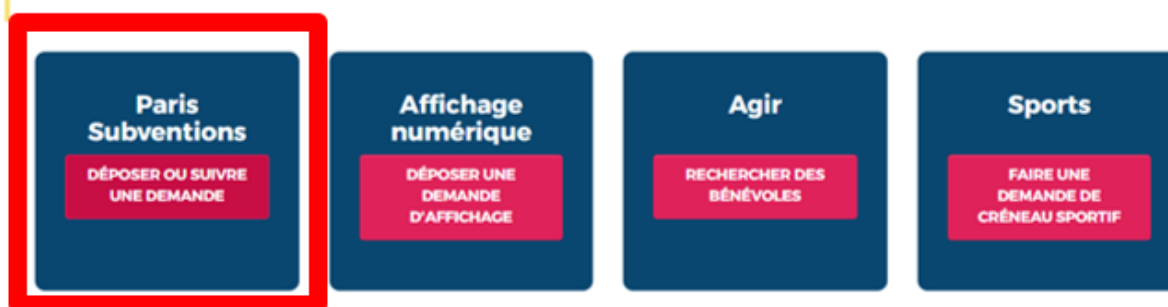 Paris
Subventions
DÉPOSER OU SUIVRE
UNE DEMANDE
Affichage
numérique
DÉPOSER UNE
DEMANDE
D'AFFICHAGE
Agir
RECHERCHER DES
BÉNÉVOLES
Sports
FAIRE UNE
DEMANDE DE
CRÉNEAU SPORTIF